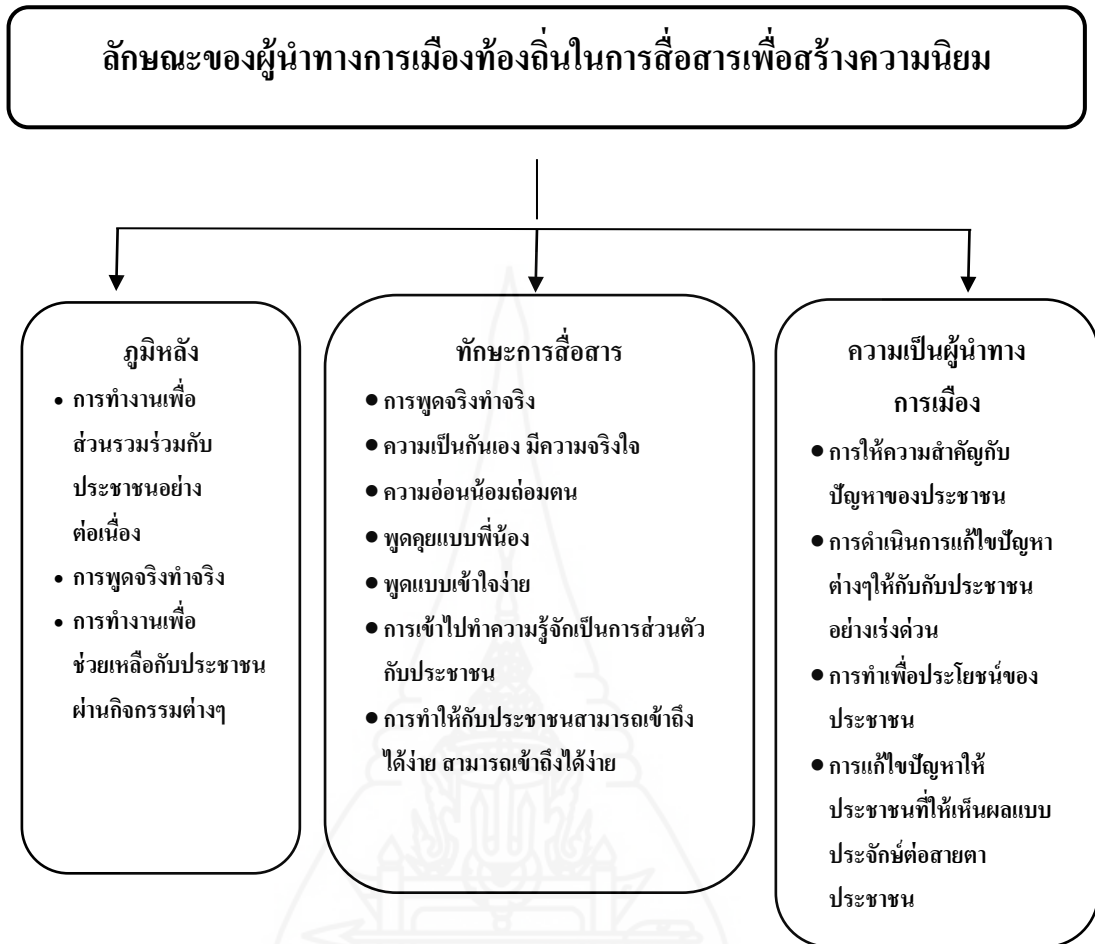 ลักษณะของผู้นำทางการเมืองท้องถิ่นในการสื่อสารเพื่อสร้างความนิยม
ภูมิหลัง
• การทำงานเพื่อ
ส่วนรวมร่วมกับ
ประชาชนอย่าง
ต่อเนื่อง
• การพูดจริงทำจริง
• การทำงานเพื่อ
ช่วยเหลือกับประชาชน
ผ่านกิจกรรมต่างๆ
ทักษะการสื่อสาร
● การพูดจริงทำจริง
● ความเป็นกันเอง มีความจริงใจ
● ความอ่อนน้อมถ่อมตน
● พูดคุยแบบพี่น้อง
● พูดแบบเข้าใจง่าย
● การเข้าไปทำความรู้จักเป็นการส่วนตัว
กับประชาชน
● การทำให้กับประชาชนสามารถเข้าถึง
ได้ง่าย สามารถเข้าถึงได้ง่าย
ความเป็นผู้นำทาง
การเมือง
● การให้ความสำคัญกับ
ปัญหาของประชาชน
● การดำเนินการแก้ไขปัญหา
ต่างๆให้กับกับประชาชน
อย่างเร่งด่วน
● การทำเพื่อประโยชน์ของ
ประชาชน
● การแก้ไขปัญหาให้
ประชาชนที่ให้เห็นผลแบบ
ประจักษ์ต่อสายตา
ประชาชน